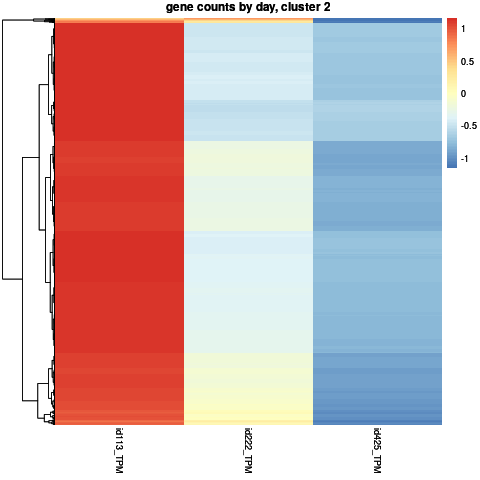 gene counts by day, cluster 2
1
0.5
0
-0.5
-1
id113_TPM
id222_TPM
id425_TPM